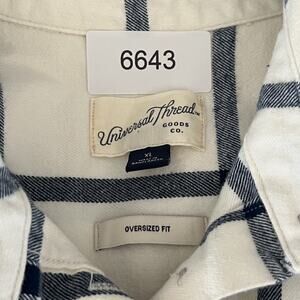 6643
Universal Thread
GOODS
CO.
XL
OVERSIZED FIT